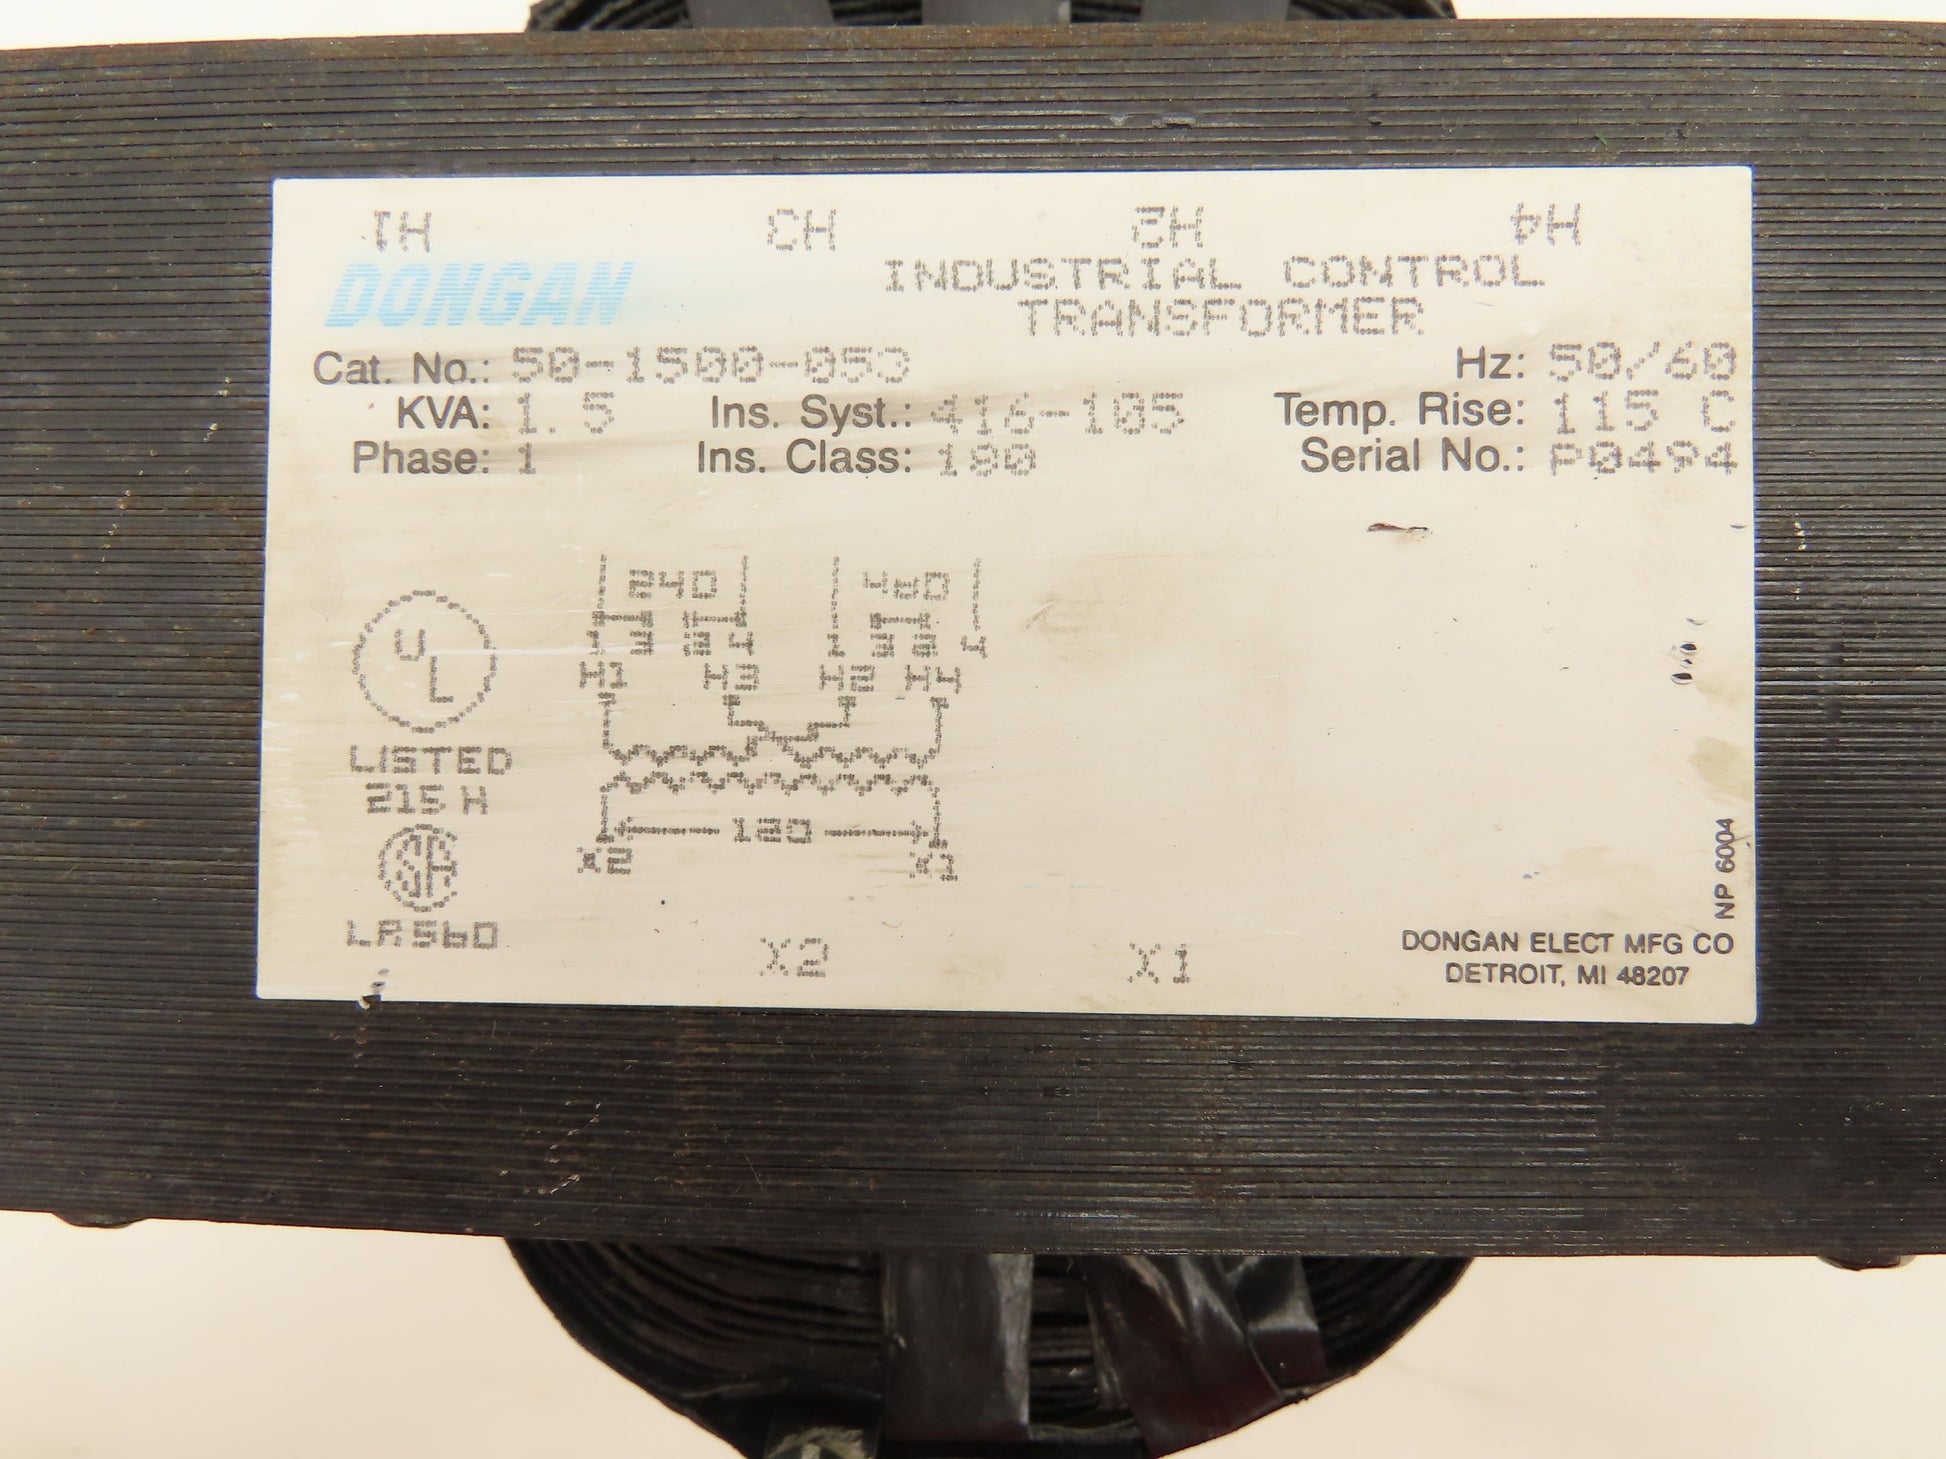 H1 H3 H2 H4
DONGAN
INDUSTRIAL CONTROL
TRANSFORMER
Cat. No.: 50-1500-053
Hz: 50/60
KVA: 1.5 Ins. Syst.: 416-105 Temp. Rise: 115 C
Phase: 1 Ins. Class: 180 Serial No.: P0494
240 480
H1 H3 H2 H4
UL
LISTED
215 H
120
X2 X1
SA
LR560
X2 X1
NP 6004
DONGAN ELECT MFG CO
DETROIT, MI 48207